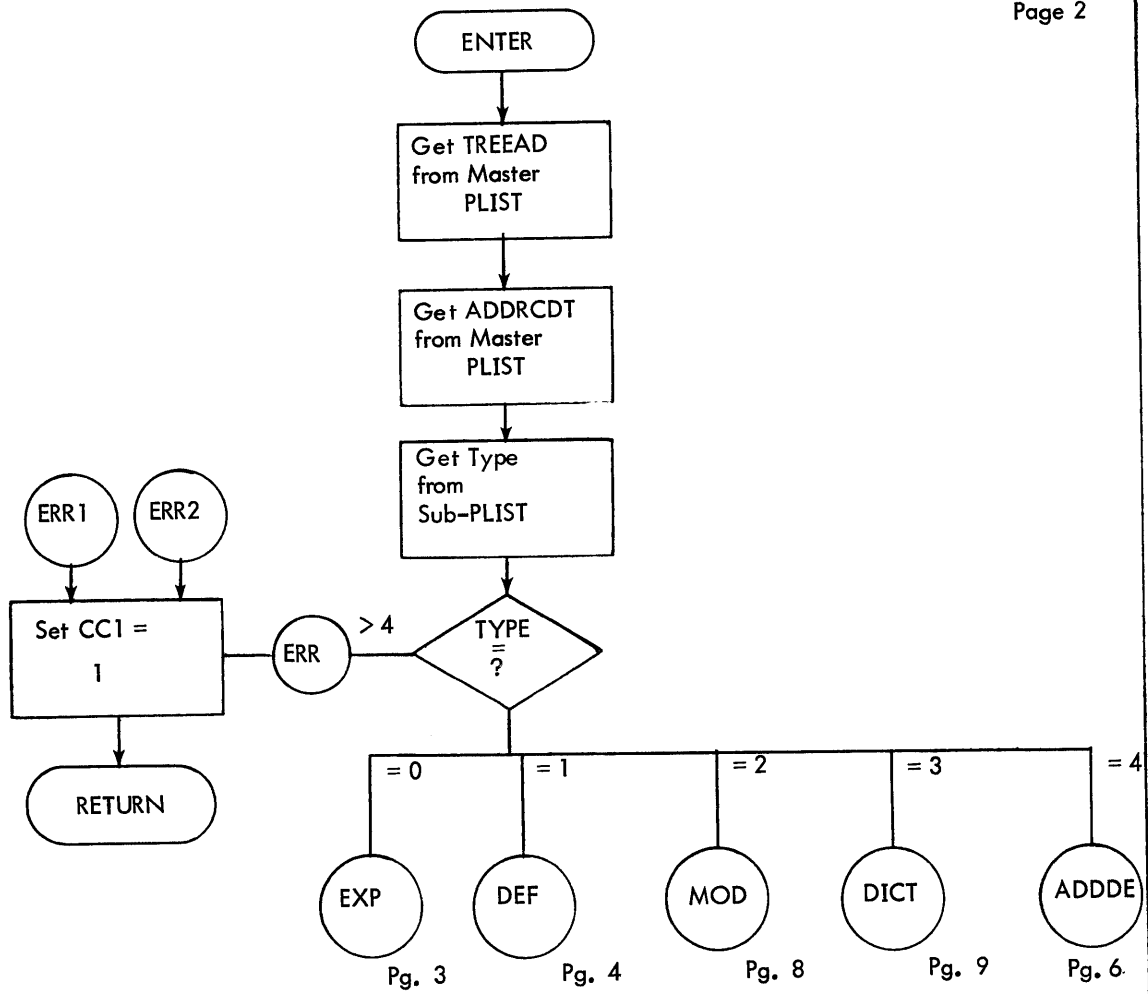 Page 2
ENTER
Get TREEAD
from Master
PLIST
Get ADDRCDT
from Master
PLIST
Get Type
from
Sub-PLIST
ERR1
ERR2
Set CC1 =
1
ERR
> 4
TYPE
=
?
RETURN
= 0
= 1
= 2
= 3
= 4
EXP
DEF
MOD
DICT
ADDDE
Pg. 3
Pg. 4
Pg. 8
Pg. 9
Pg. 6